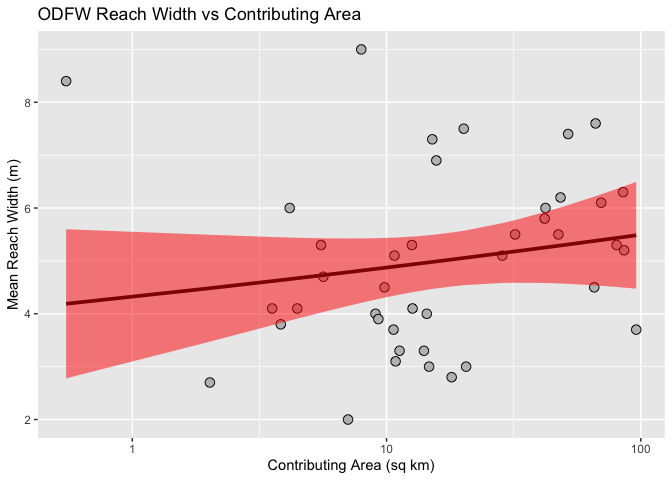 ODFW Reach Width vs Contributing Area
Mean Reach Width (m)
8
6
4
2
1
10
100
Contributing Area (sq km)